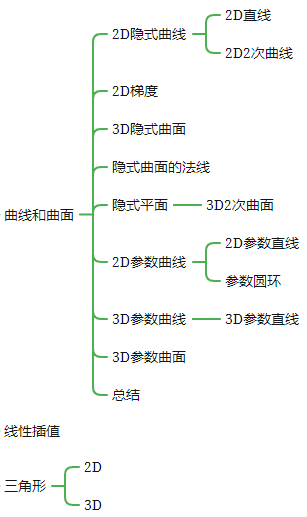 曲线和曲面
2D隐式曲线
2D直线
2D2次曲线
2D梯度
3D隐式曲面
隐式曲面的法线
隐式平面
3D2次曲面
2D参数曲线
2D参数直线
参数圆环
3D参数曲线
3D参数直线
3D参数曲面
总结
线性插值
三角形
2D
3D